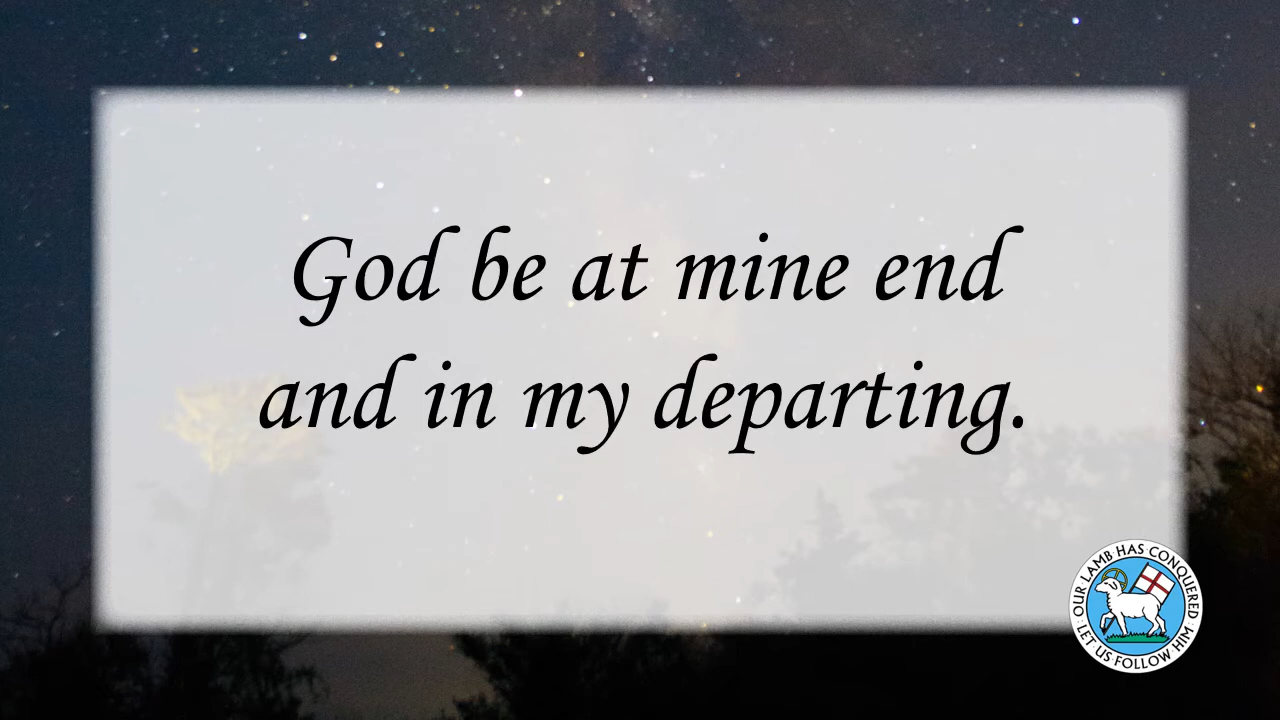 God be at mine end
and in my departing.
OUR LAMB HAS CONQUERED
LET US FOLLOW HIM